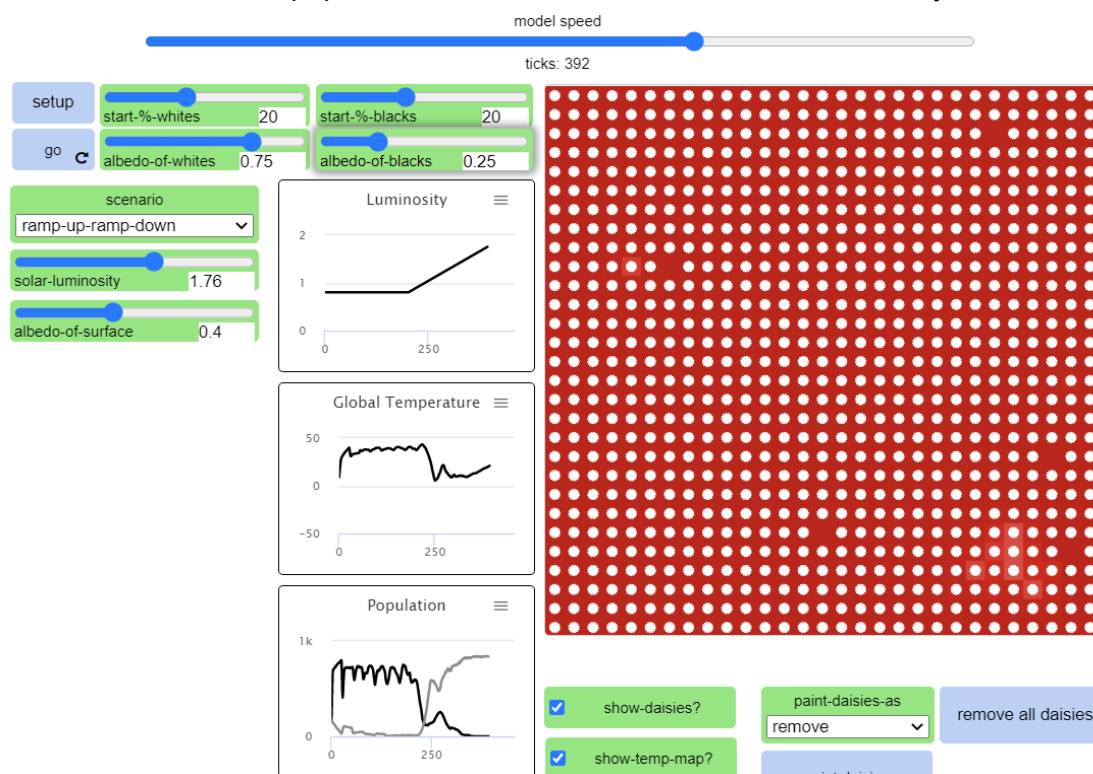 model speed
ticks: 392
setup
start-%-whites 20
start-%-blacks 20
go
albedo-of-whites 0.75
albedo-of-blacks 0.25
scenario
ramp-up-ramp-down
solar-luminosity 1.76
albedo-of-surface 0.4
Luminosity
2
1
0
0 250
Global Temperature
50
0
−50
0 250
Population
1k
0
0 250
show-daisies?
show-temp-map?
paint-daisies-as
remove
remove all daisies